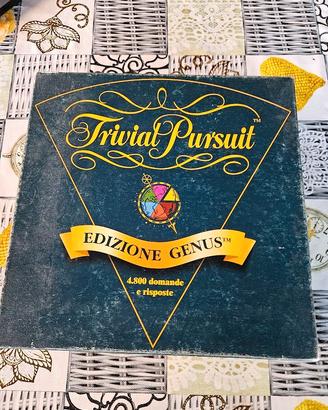 Trivial Pursuit™
EDIZIONE GENUS™
4.800 domande
e risposte